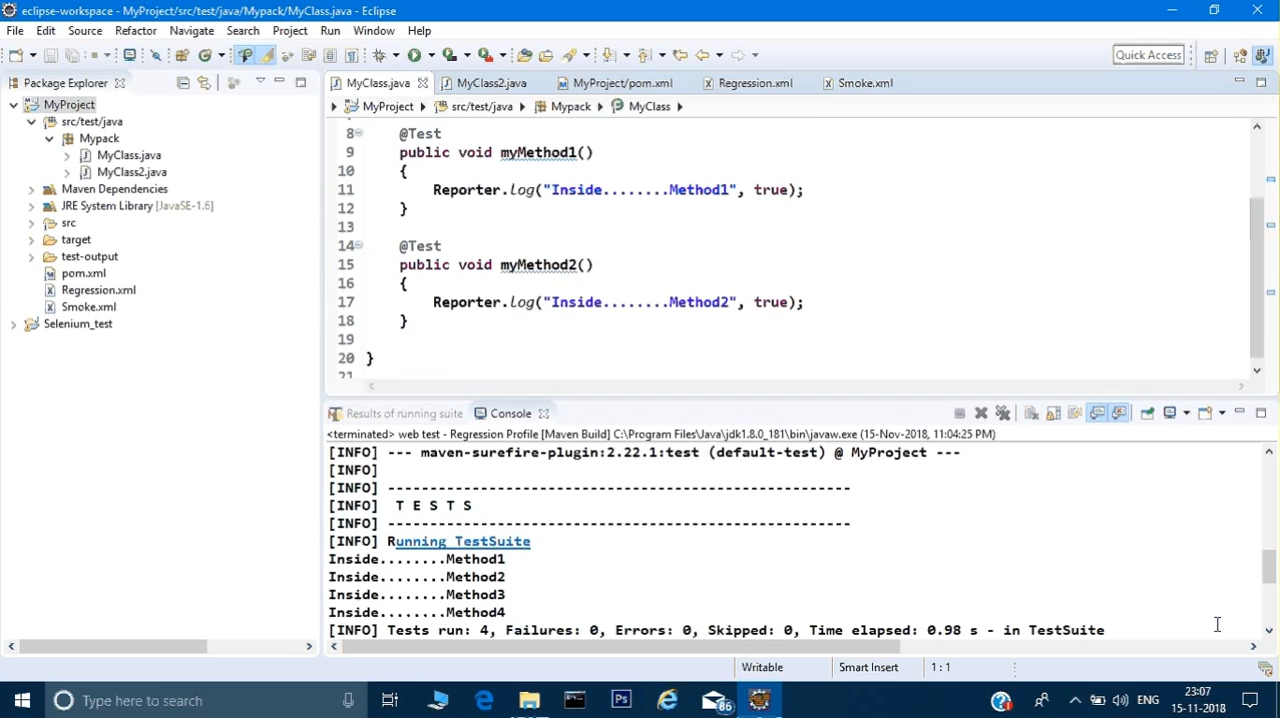 eclipse-workspace - MyProject/src/test/java/Mypack/MyClass.java - Eclipse
File Edit Source Refactor Navigate Search Project Run Window Help
Quick Access
Package Explorer
MyProject
src/test/java
Mypack
MyClass.java
MyClass2.java
Maven Dependencies
JRE System Library [JavaSE-1.6]
src
target
test-output
pom.xml
Regression.xml
Smoke.xml
Selenium_test
MyClass.java MyClass2.java MyProject/pom.xml Regression.xml Smoke.xml
MyProject src/test/java Mypack MyClass
8 @Test
9 public void myMethod1()
10 {
11 Reporter.log("Inside........Method1", true);
12 }
13
14 @Test
15 public void myMethod2()
16 {
17 Reporter.log("Inside........Method2", true);
18 }
19
20 }
21
Results of running suite Console
<terminated> web test - Regression Profile [Maven Build] C:\Program Files\Java\jdk1.8.0_181\bin\javaw.exe (15-Nov-2018, 11:04:25 PM)
[INFO] --- maven-surefire-plugin:2.22.1:test (default-test) @ MyProject ---
[INFO]
[INFO] -------------------------------------------------------
[INFO]  T E S T S
[INFO] -------------------------------------------------------
[INFO] Running TestSuite
Inside........Method1
Inside........Method2
Inside........Method3
Inside........Method4
[INFO] Tests run: 4, Failures: 0, Errors: 0, Skipped: 0, Time elapsed: 0.98 s - in TestSuite
Writable Smart Insert 1 : 1
Type here to search
Ps
86
ENG
23:07
15-11-2018